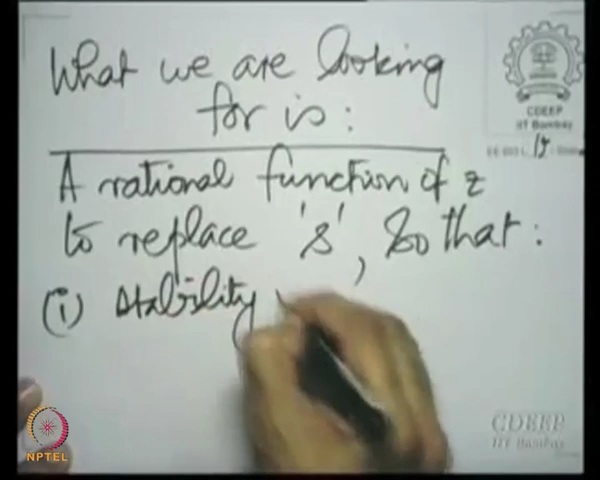 What we are looking
for is:
A rational function of z
to replace 's', so that:
(i) stability
CDEEP
IIT Bombay
CDEEP
IIT Bombay
NPTEL